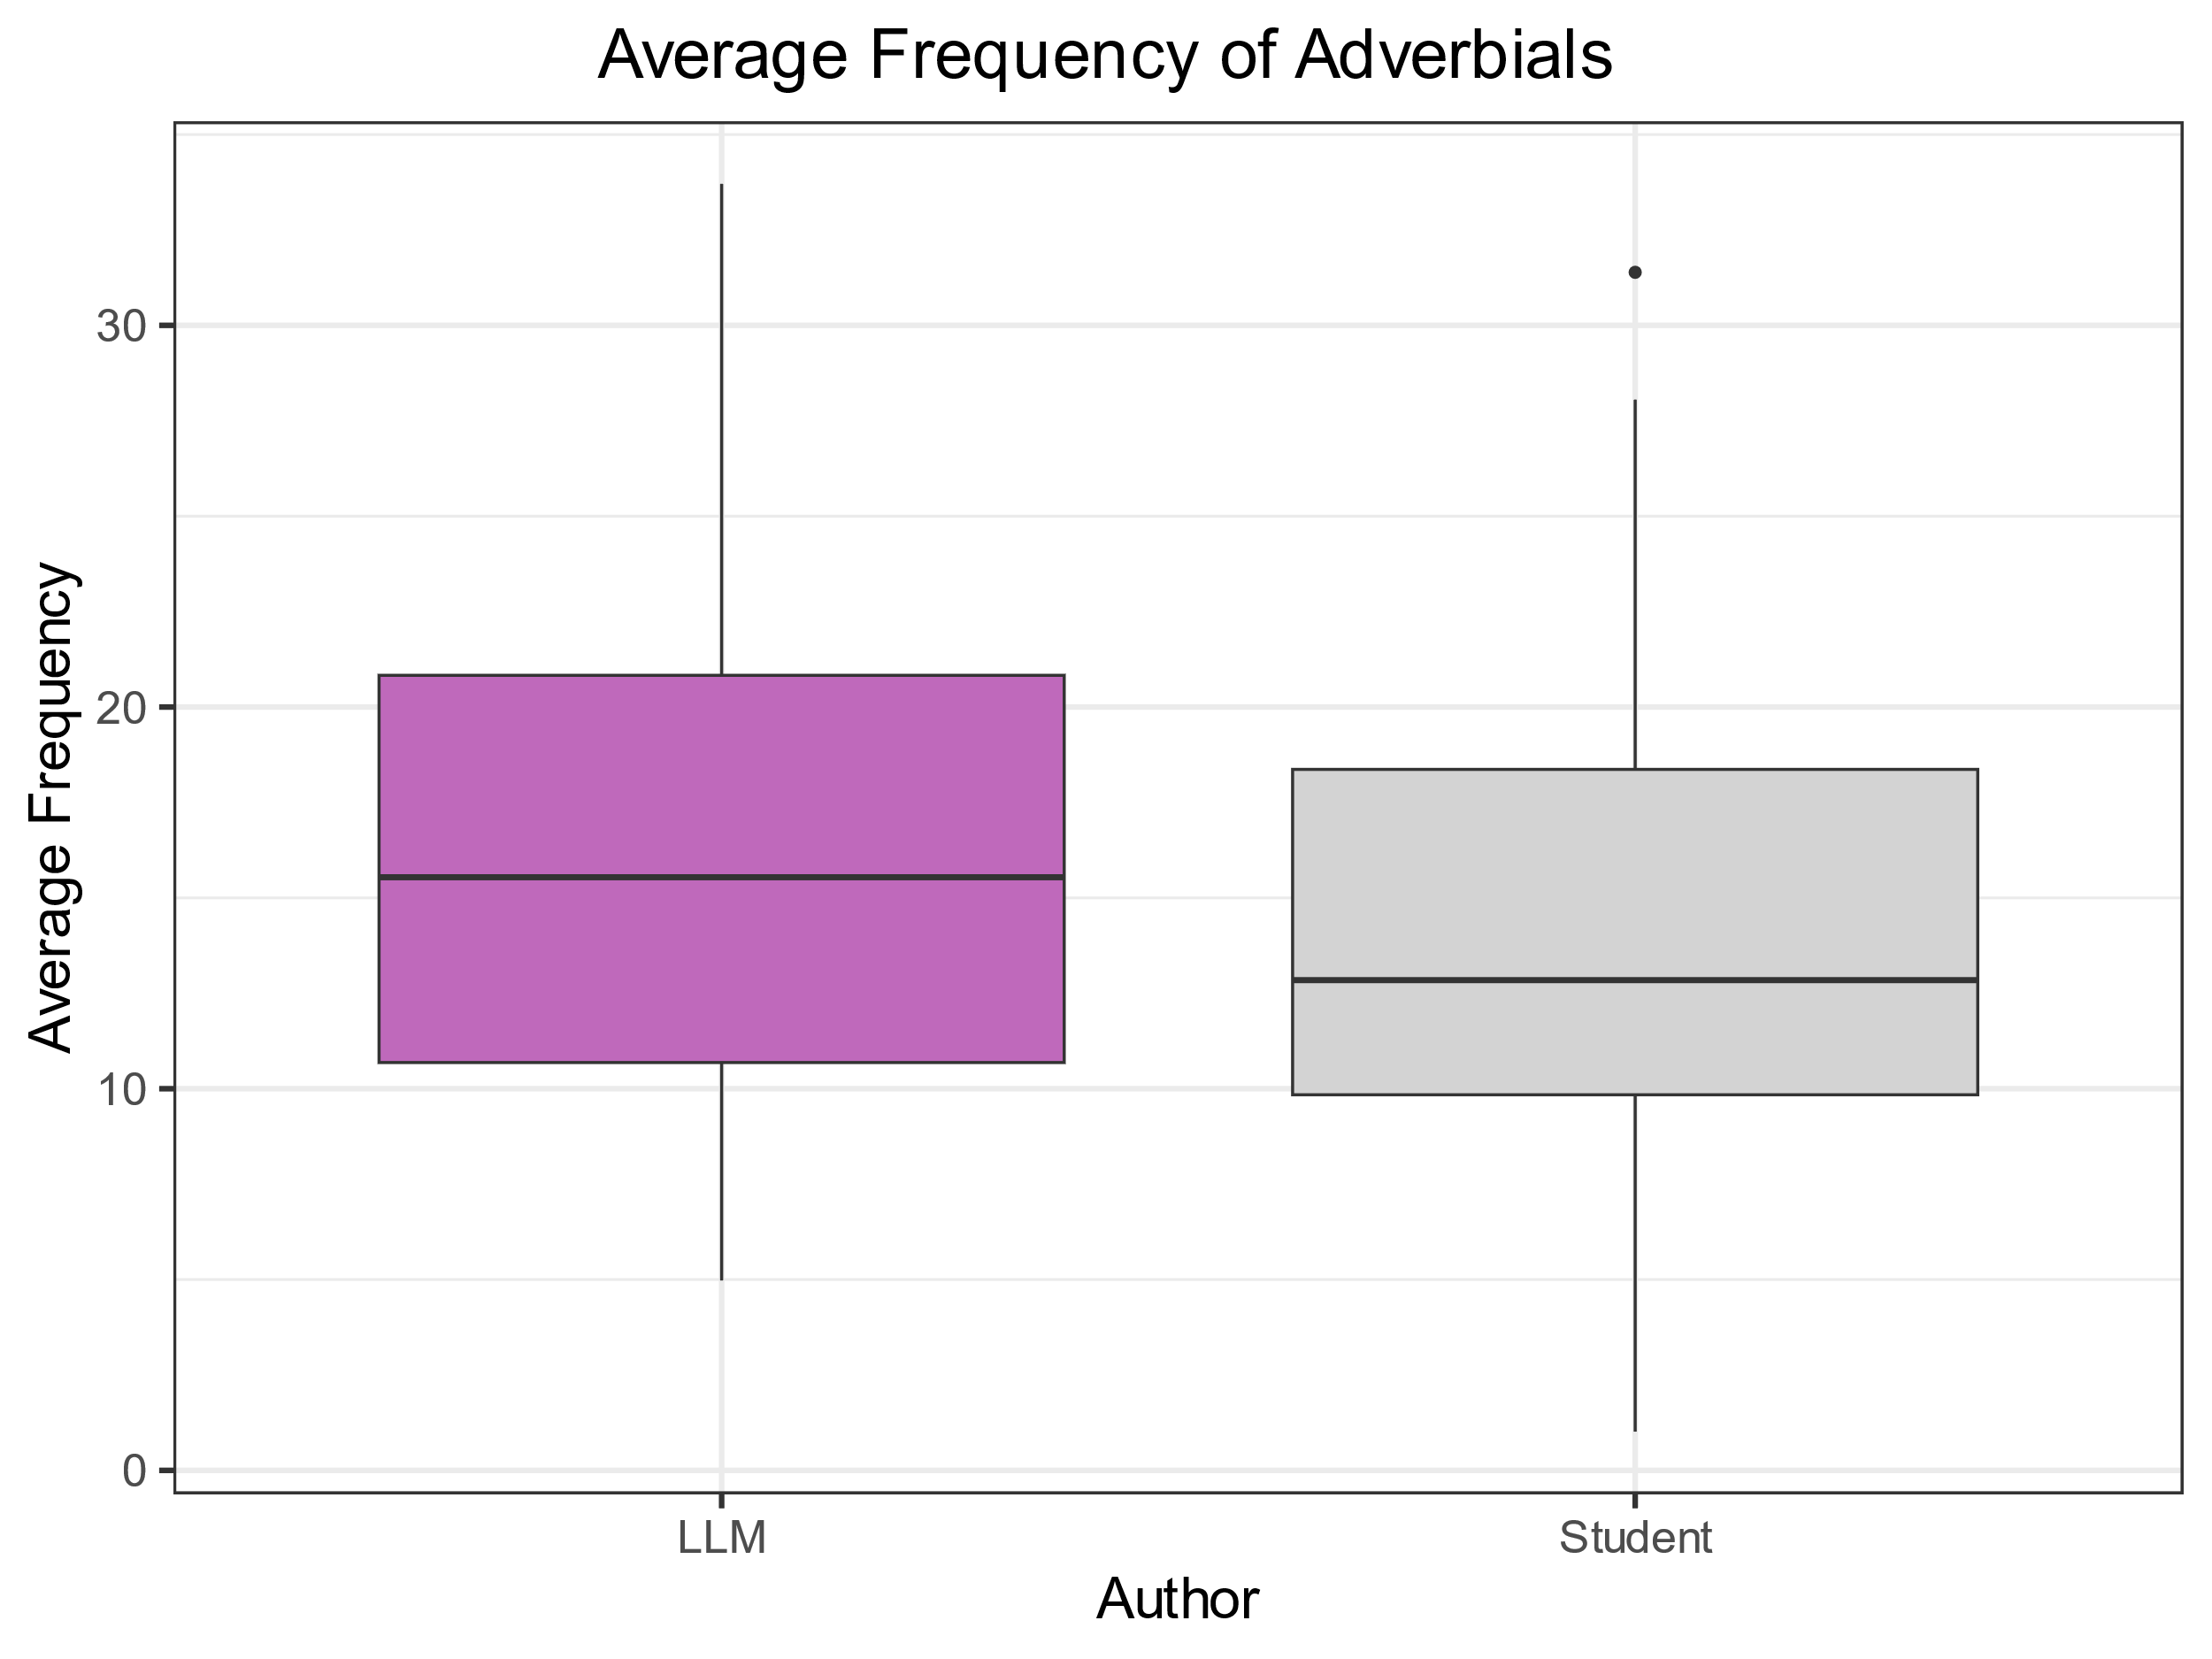 Average Frequency of Adverbials
Average Frequency
30
20
10
0
LLM
Student
Author